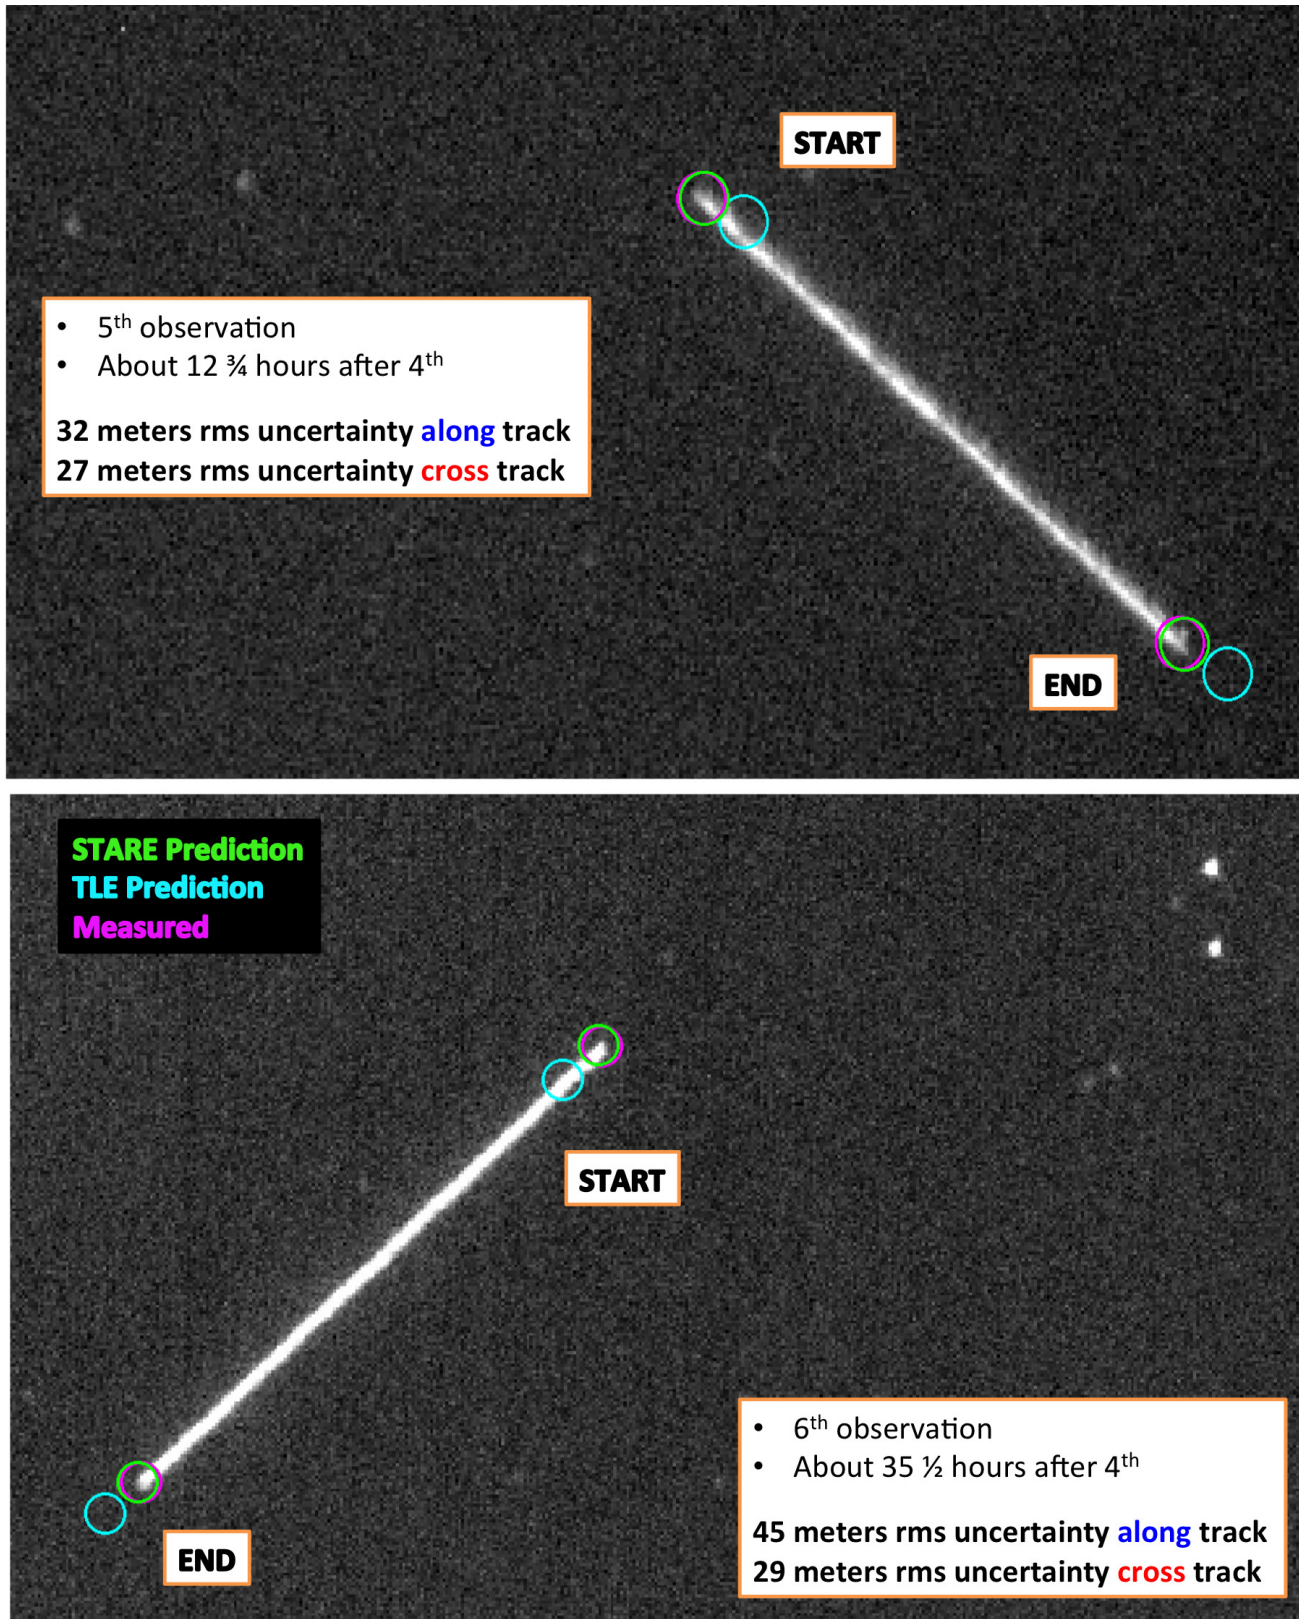 START
• 5th observation
• About 12 ¾ hours after 4th
32 meters rms uncertainty along track
27 meters rms uncertainty cross track
END
STARE Prediction
TLE Prediction
Measured
START
• 6th observation
• About 35 ½ hours after 4th
45 meters rms uncertainty along track
29 meters rms uncertainty cross track
END